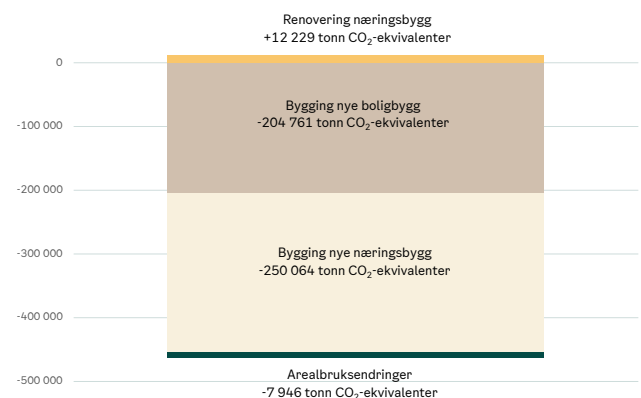 Renovering næringsbygg
+12 229 tonn CO₂-ekvivalenter
0
Bygging nye boligbygg
-204 761 tonn CO₂-ekvivalenter
-100 000
-200 000
Bygging nye næringsbygg
-250 064 tonn CO₂-ekvivalenter
-300 000
-400 000
Arealbruksendringer
-500 000
-7 946 tonn CO₂-ekvivalenter